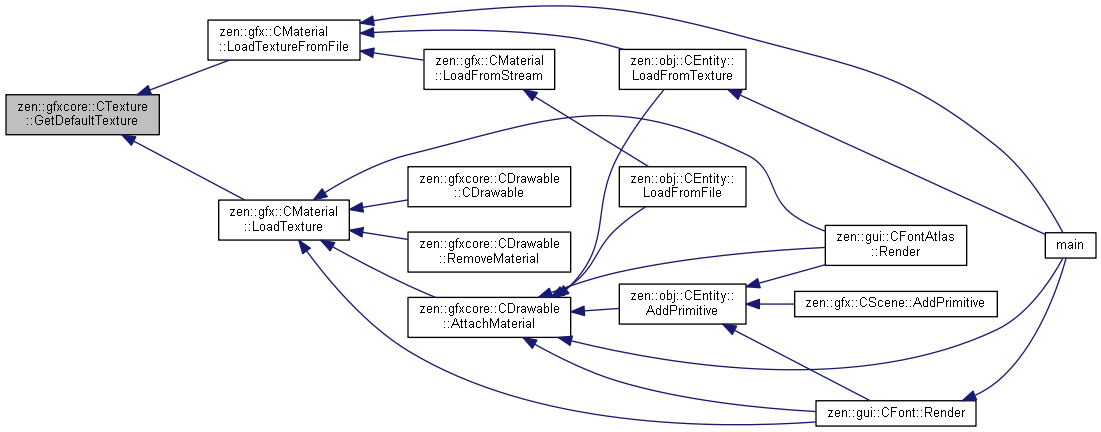 zen::gfxcore::CTexture
::GetDefaultTexture
zen::gfx::CMaterial
::LoadTextureFromFile
zen::gfx::CMaterial
::LoadTexture
zen::gfx::CMaterial
::LoadFromStream
zen::gfxcore::CDrawable
::CDrawable
zen::gfxcore::CDrawable
::RemoveMaterial
zen::gfxcore::CDrawable
::AttachMaterial
zen::obj::CEntity::
LoadFromTexture
zen::obj::CEntity::
LoadFromFile
zen::obj::CEntity::
AddPrimitive
zen::gui::CFontAtlas
::Render
zen::gfx::CScene::AddPrimitive
zen::gui::CFont::Render
main